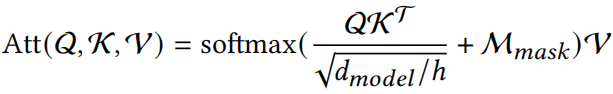 Att(𝒬, 𝒦, 𝒱) = softmax(𝒬𝒦^𝒯 / √(d_model/h) + ℳ_mask)𝒱